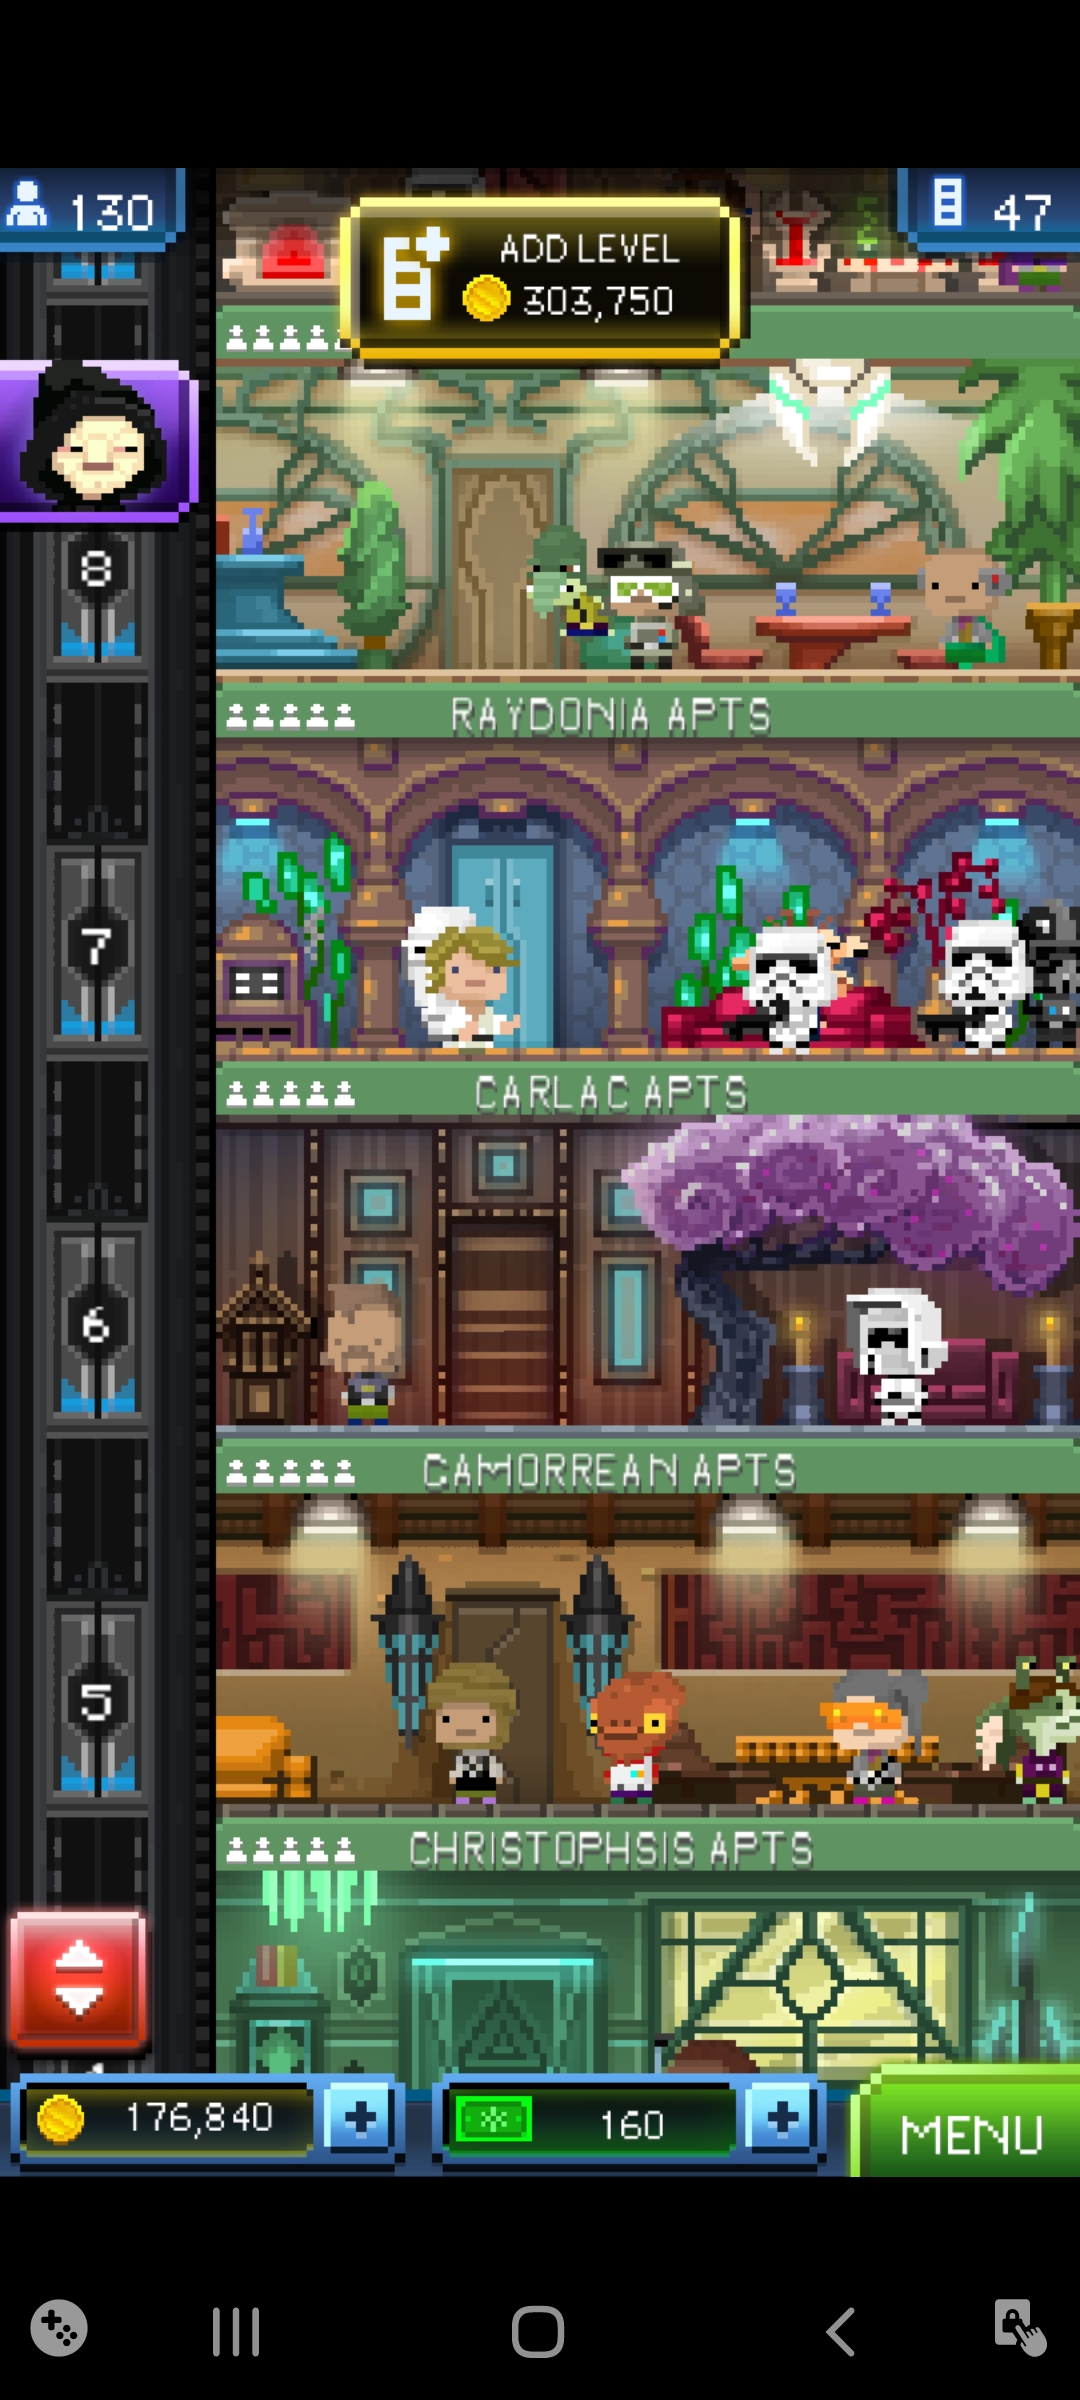 130
47
ADD LEVEL
303,750
8
RAYDONIA APTS
7
CARLAC APTS
6
CAMORREAN APTS
5
CHRISTOPHSIS APTS
176,840
160
MENU